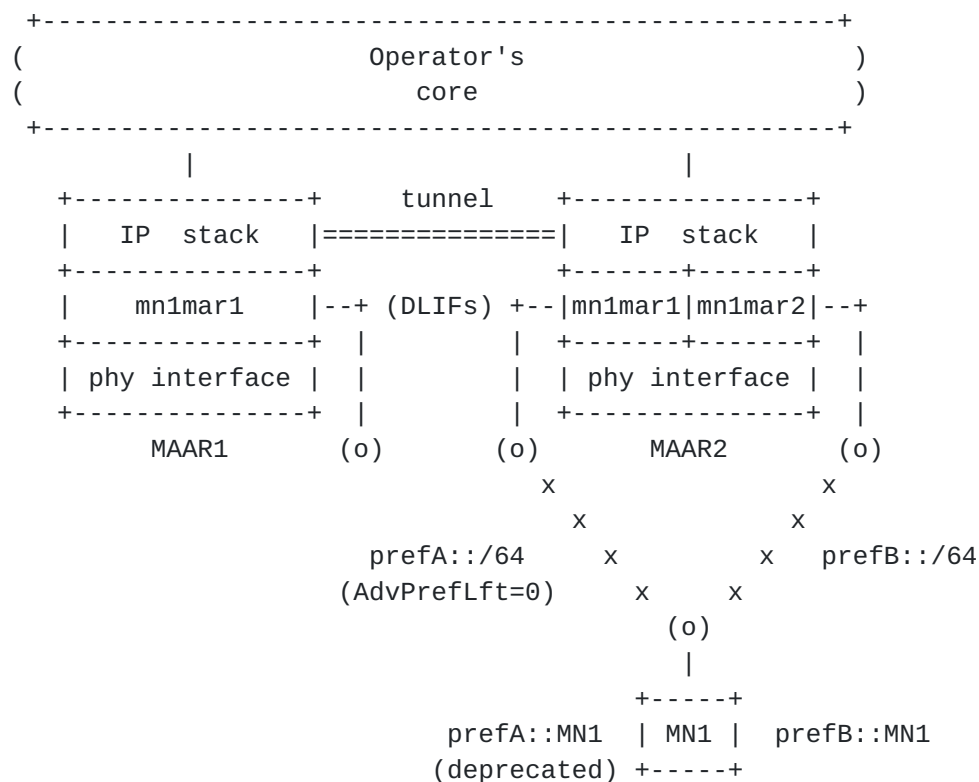 +---------------------------------------------------+
( Operator's )
( core )
+---------------------------------------------------+
| |
+---------------+ tunnel +---------------+
| IP stack |===============| IP stack |
+---------------+ +-------+-------+
| mn1mar1 |--+ (DLIFs) +--|mn1mar1|mn1mar2|--+
+---------------+ | | +-------+-------+ |
| phy interface | | | | phy interface | |
+---------------+ | | +---------------+ |
MAAR1 (o) (o) MAAR2 (o)
x x
x x
prefA::/64 x x prefB::/64
(AdvPrefLft=0) x x
(o)
|
+-----+
prefA::MN1 | MN1 | prefB::MN1
(deprecated) +-----+